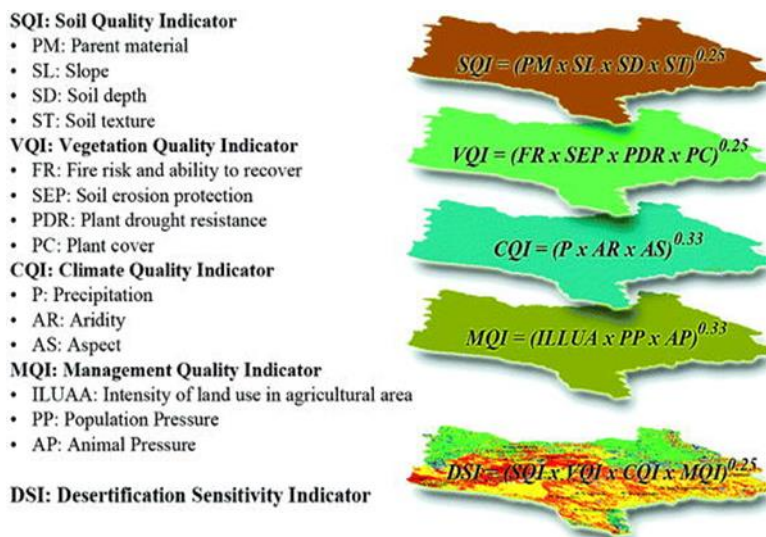 SQI: Soil Quality Indicator
• PM: Parent material
• SL: Slope
• SD: Soil depth
• ST: Soil texture
VQI: Vegetation Quality Indicator
• FR: Fire risk and ability to recover
• SEP: Soil erosion protection
• PDR: Plant drought resistance
• PC: Plant cover
CQI: Climate Quality Indicator
• P: Precipitation
• AR: Aridity
• AS: Aspect
MQI: Management Quality Indicator
• ILUAA: Intensity of land use in agricultural area
• PP: Population Pressure
• AP: Animal Pressure
DSI: Desertification Sensitivity Indicator
SQI = (PM x SL x SD x ST)^0.25
VQI = (FR x SEP x PDR x PC)^0.25
CQI = (P x AR x AS)^0.33
MQI = (ILLUA x PP x AP)^0.33
DSI = (SQI x VQI x CQI x MQI)^0.25